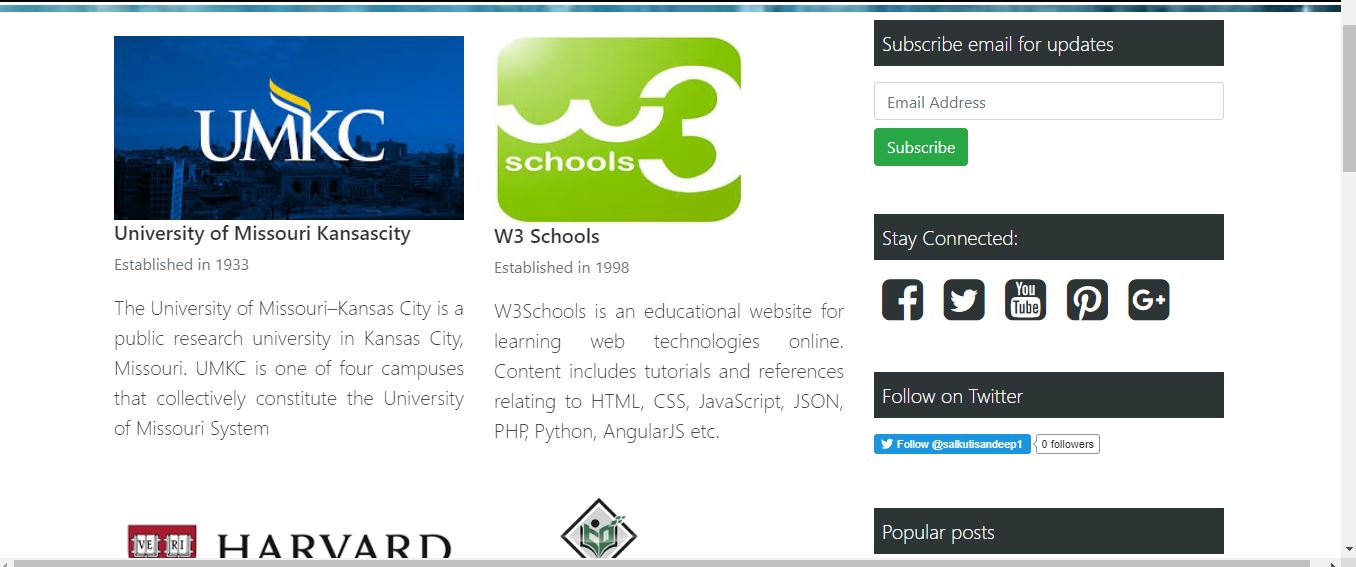 UMKC
University of Missouri Kansascity
Established in 1933
The University of Missouri–Kansas City is a
public research university in Kansas City,
Missouri. UMKC is one of four campuses
that collectively constitute the University
of Missouri System
W3
schools
W3 Schools
Established in 1998
W3Schools is an educational website for
learning web technologies online.
Content includes tutorials and references
relating to HTML, CSS, JavaScript, JSON,
PHP, Python, AngularJS etc.
VE RI
HARVARD
Subscribe email for updates
Email Address
Subscribe
Stay Connected:
You
Tube
G+
Follow on Twitter
Follow @salkutisandeep1
0 followers
Popular posts